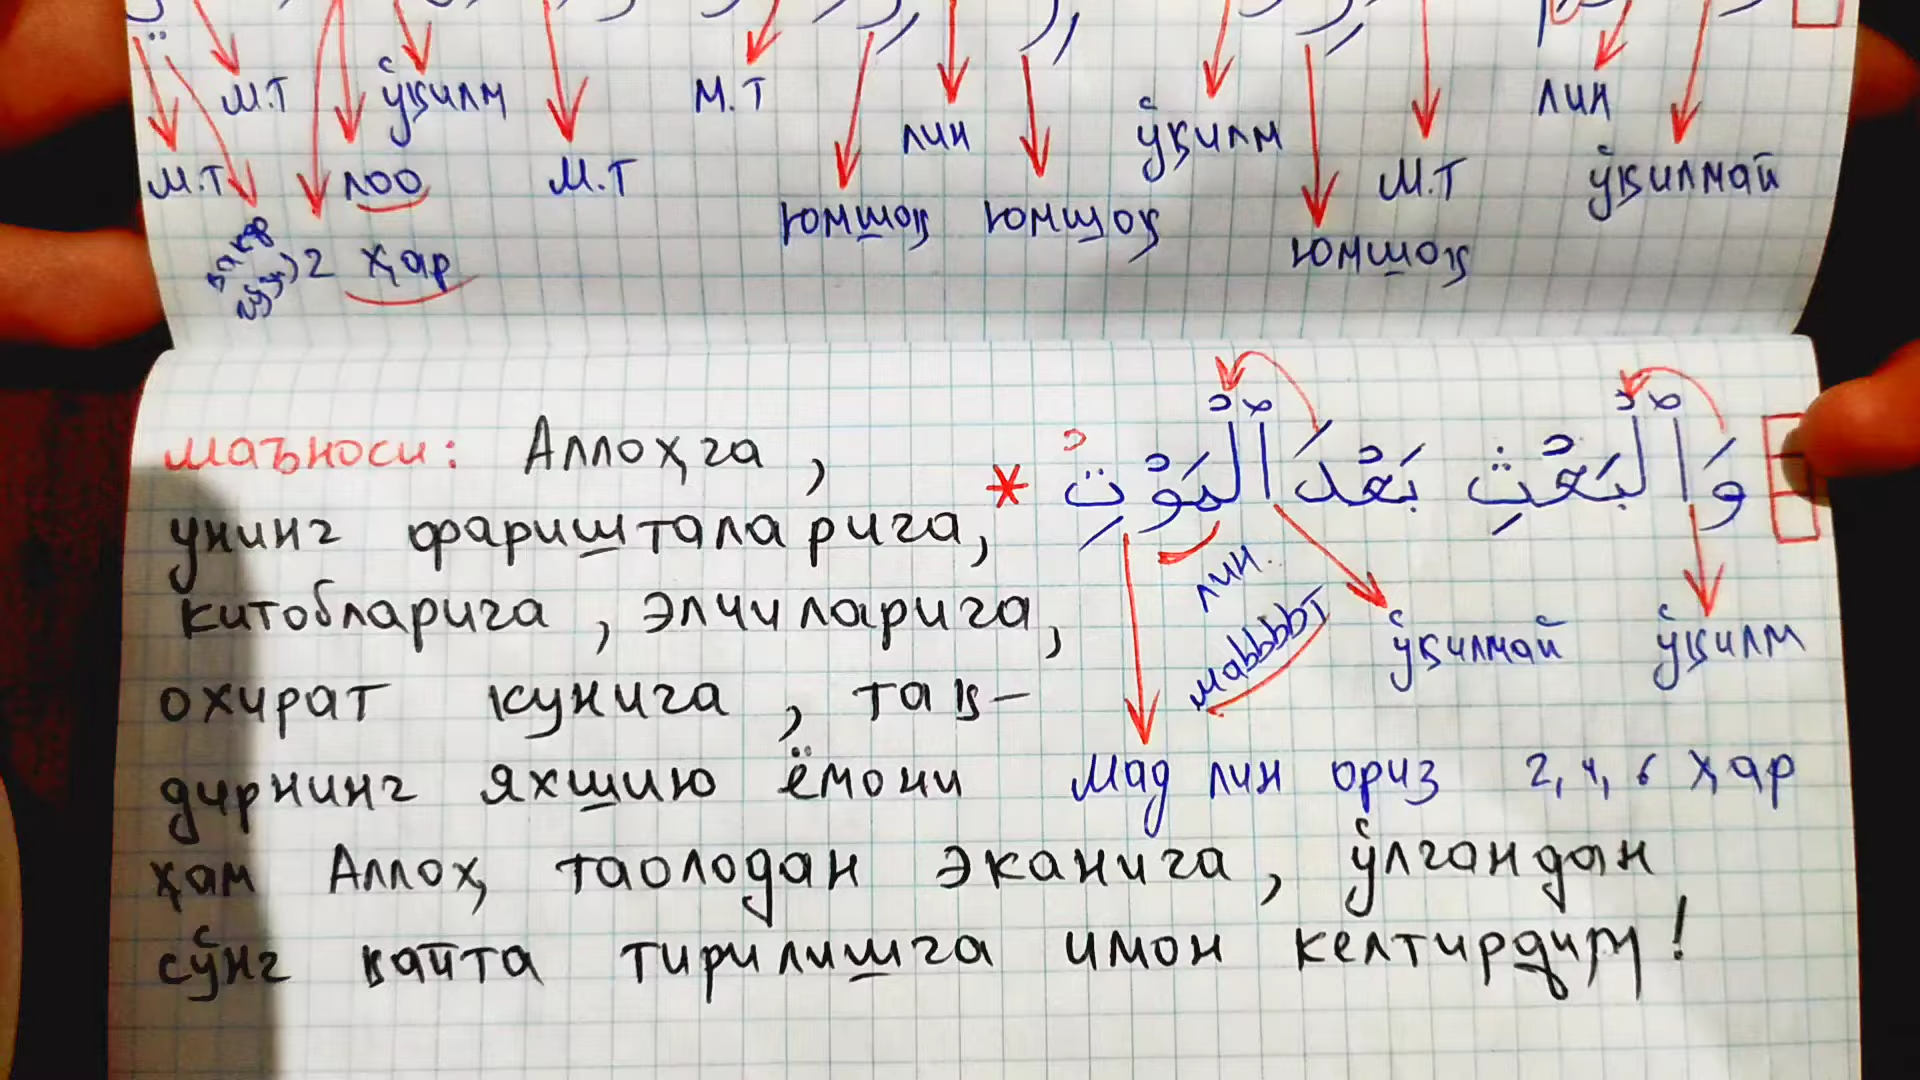 М.Т ўқилм М.Т лин
лин ўқилм
М.Т лоо М.Т М.Т ўқилмай
юмшоқ юмшоқ юмшоқ
2 ҳар
وَالْبَعْثِ بَعْدَ الْمَوْتِ *
лин.
маььььт
ўқилмай ўқилм
Мад лин ориз 2, 4, 6 ҳар
маъноси: Аллоҳга,
унинг фаришталарига,
китобларига, элчиларига,
охират кунига, тақ-
дирнинг яхшию ёмони
ҳам Аллоҳ таолодан эканига, ўлгандан
сўнг қайта тирилишга имон келтирдим!